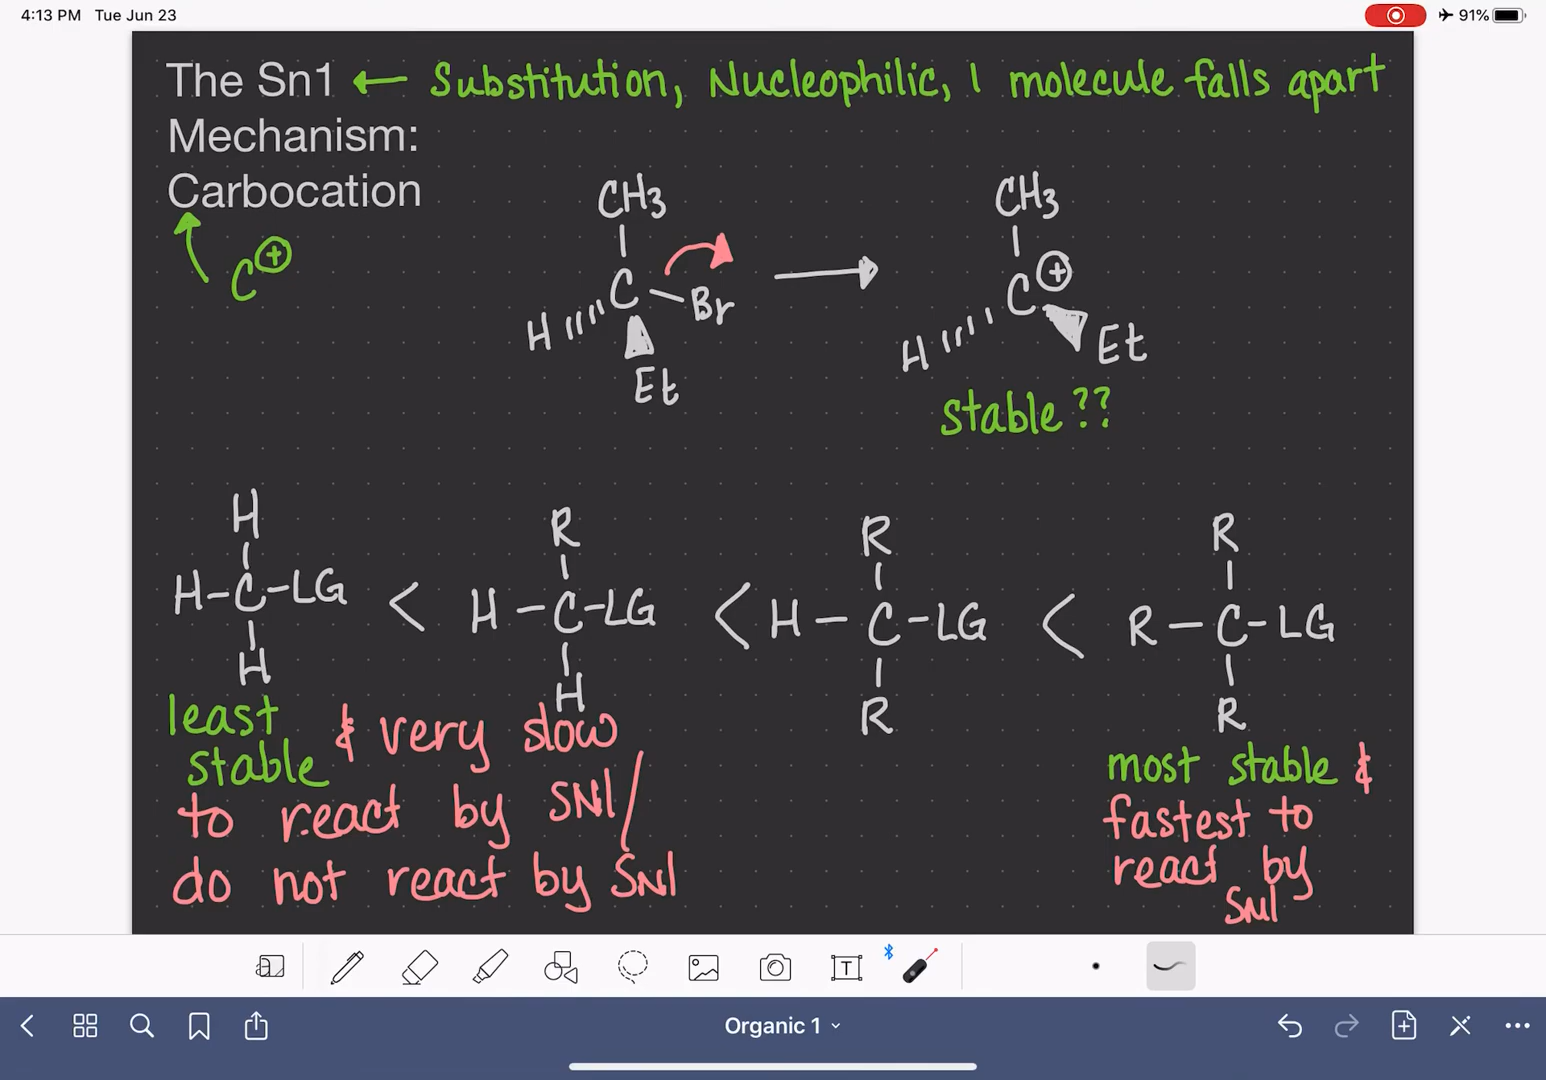 4:13 PM Tue Jun 23
91%
The Sn1 ← Substitution, Nucleophilic, 1 molecule falls apart
Mechanism:
Carbocation
C⊕
CH3
C
Br
H
Et
CH3
C⊕
H
Et
stable??
H
H-C-LG
H
<
R
H-C-LG
H
<
R
H-C-LG
R
<
R
R-C-LG
R
least
stable
& very slow
to react by SN1/
do not react by SN1
most stable &
fastest to
react by
SN1
T
Organic 1